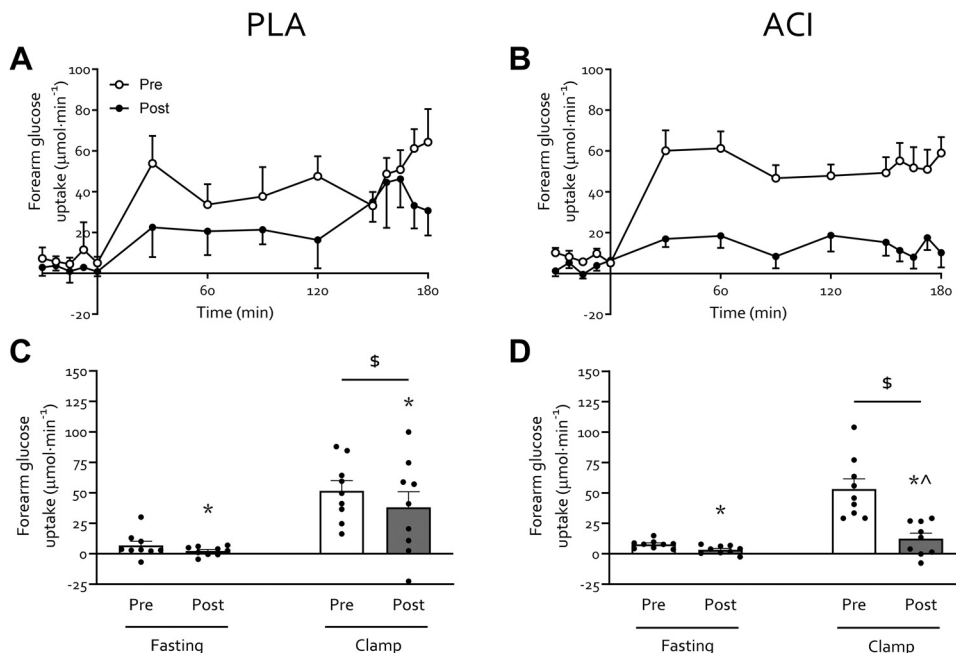 PLA
A
Forearm glucose
uptake (μmol·min⁻¹)
100
80
60
40
20
-20
Pre
Post
60
120
180
Time (min)
ACI
B
Forearm glucose
uptake (μmol·min⁻¹)
100
80
60
40
20
-20
60
120
180
Time (min)
C
Forearm glucose
uptake (μmol·min⁻¹)
150
125
100
75
50
25
0
-25
*
$
*
Pre
Post
Pre
Post
Fasting
Clamp
D
Forearm glucose
uptake (μmol·min⁻¹)
150
125
100
75
50
25
0
-25
*
$
*^
Pre
Post
Pre
Post
Fasting
Clamp